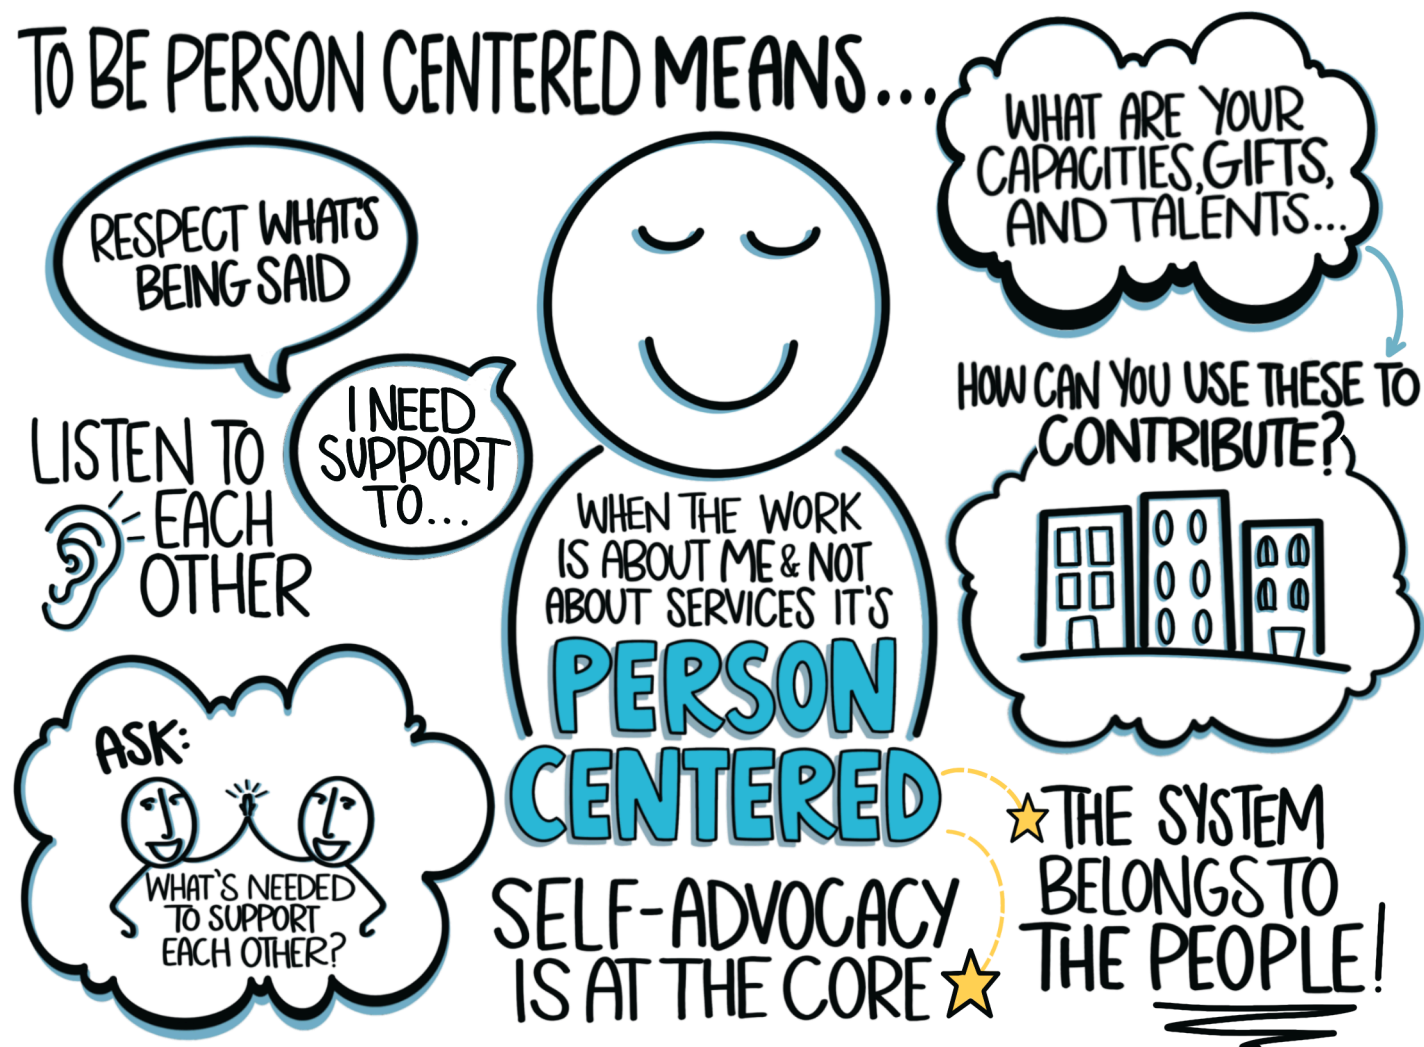 TO BE PERSON CENTERED MEANS...
RESPECT WHAT'S
BEING SAID
I NEED
SUPPORT
TO...
LISTEN TO
EACH
OTHER
ASK:
WHAT'S NEEDED
TO SUPPORT
EACH OTHER?
WHEN THE WORK
IS ABOUT ME & NOT
ABOUT SERVICES IT'S
PERSON
CENTERED
SELF-ADVOCACY
IS AT THE CORE
WHAT ARE YOUR
CAPACITIES, GIFTS,
AND TALENTS...
HOW CAN YOU USE THESE TO
CONTRIBUTE?
THE SYSTEM
BELONGS TO
THE PEOPLE!